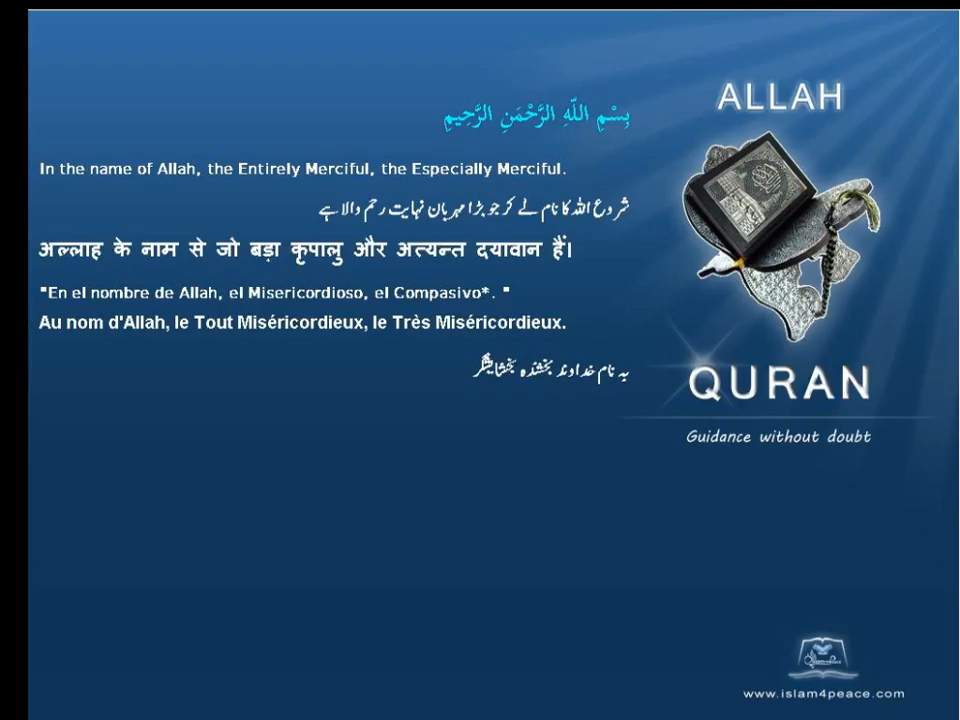 بِسْمِ اللَّهِ الرَّحْمَنِ الرَّحِيمِ
In the name of Allah, the Entirely Merciful, the Especially Merciful.
شروع الله کا نام لے کر جو بڑا مہربان نہایت رحم والا ہے
अल्लाह के नाम से जो बड़ा कृपालु और अत्यन्त दयावान हैं।
"En el nombre de Allah, el Misericordioso, el Compasivo*. "
Au nom d'Allah, le Tout Miséricordieux, le Très Miséricordieux.
به نام خداوند بخشنده بخشایشگر
ALLAH
QURAN
Guidance without doubt
www.islam4peace.com